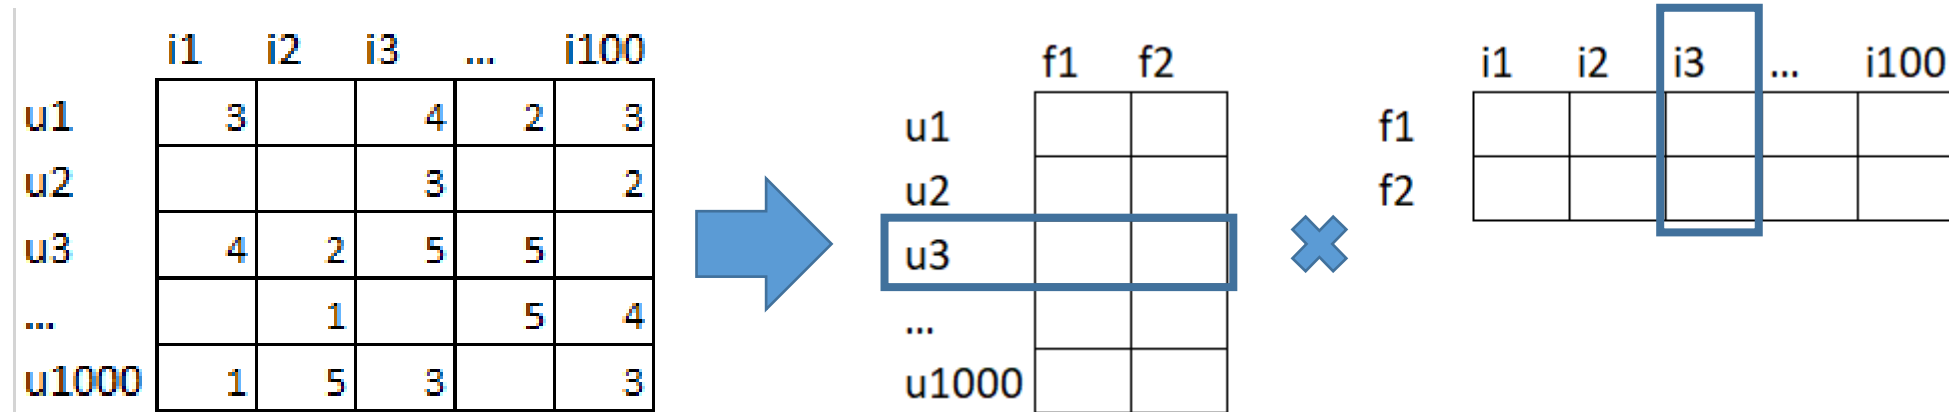 i1 i2 i3 ... i100
u1 3 4 2 3
u2 3 2
u3 4 2 5 5
... 1 5 4
u1000 1 5 3 3
f1 f2
u1
u2
u3
...
u1000
i1 i2 i3 ... i100
f1
f2